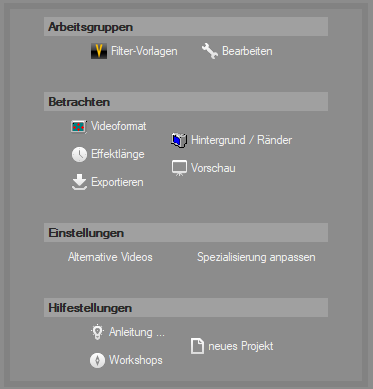 Arbeitsgruppen
Filter-Vorlagen
Bearbeiten
Betrachten
Videoformat
Hintergrund / Ränder
Effektlänge
Vorschau
Exportieren
Einstellungen
Alternative Videos
Spezialisierung anpassen
Hilfestellungen
Anleitung ...
neues Projekt
Workshops